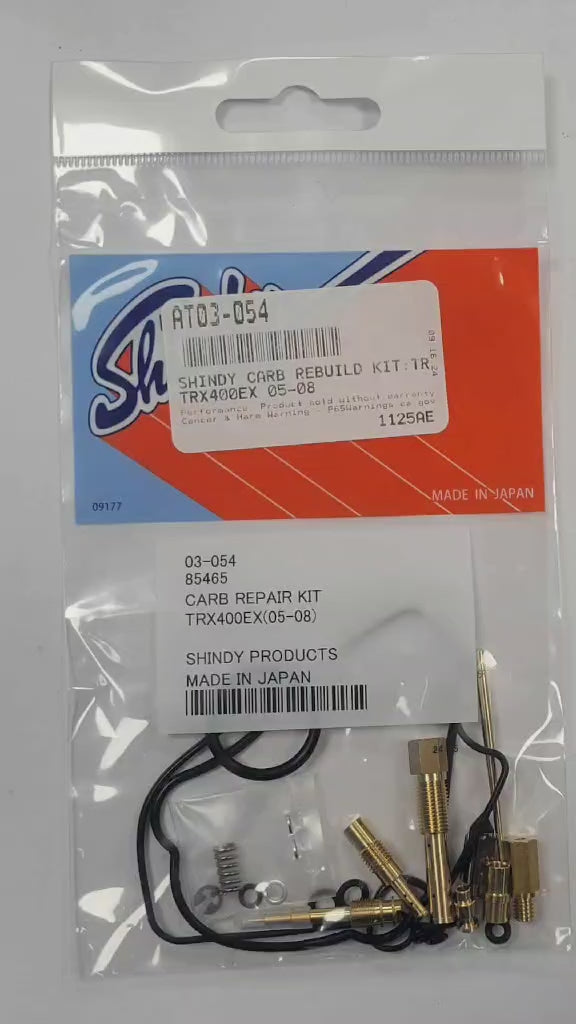 Sh
AT03-054
SHINDY CARB REBUILD KIT:TR
TRX400EX 05-08
Performance. Product sold without warranty
Cancer & Harm Warning - P65Warnings.ca.gov
1125AE
09 16 24
09177
MADE IN JAPAN
03-054
85465
CARB REPAIR KIT
TRX400EX(05-08)
SHINDY PRODUCTS
MADE IN JAPAN